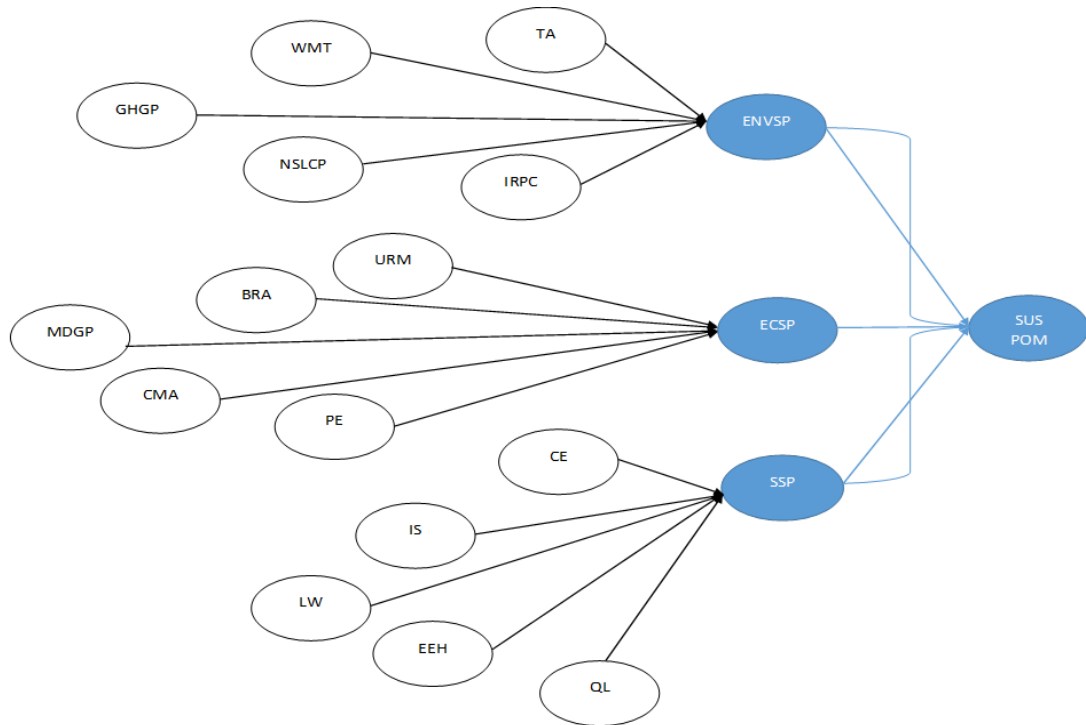 TA
WMT
GHGP
ENVSP
NSLCP
IRPC
URM
BRA
MDGP
ECSP
SUS
POM
CMA
PE
CE
SSP
IS
LW
EEH
QL